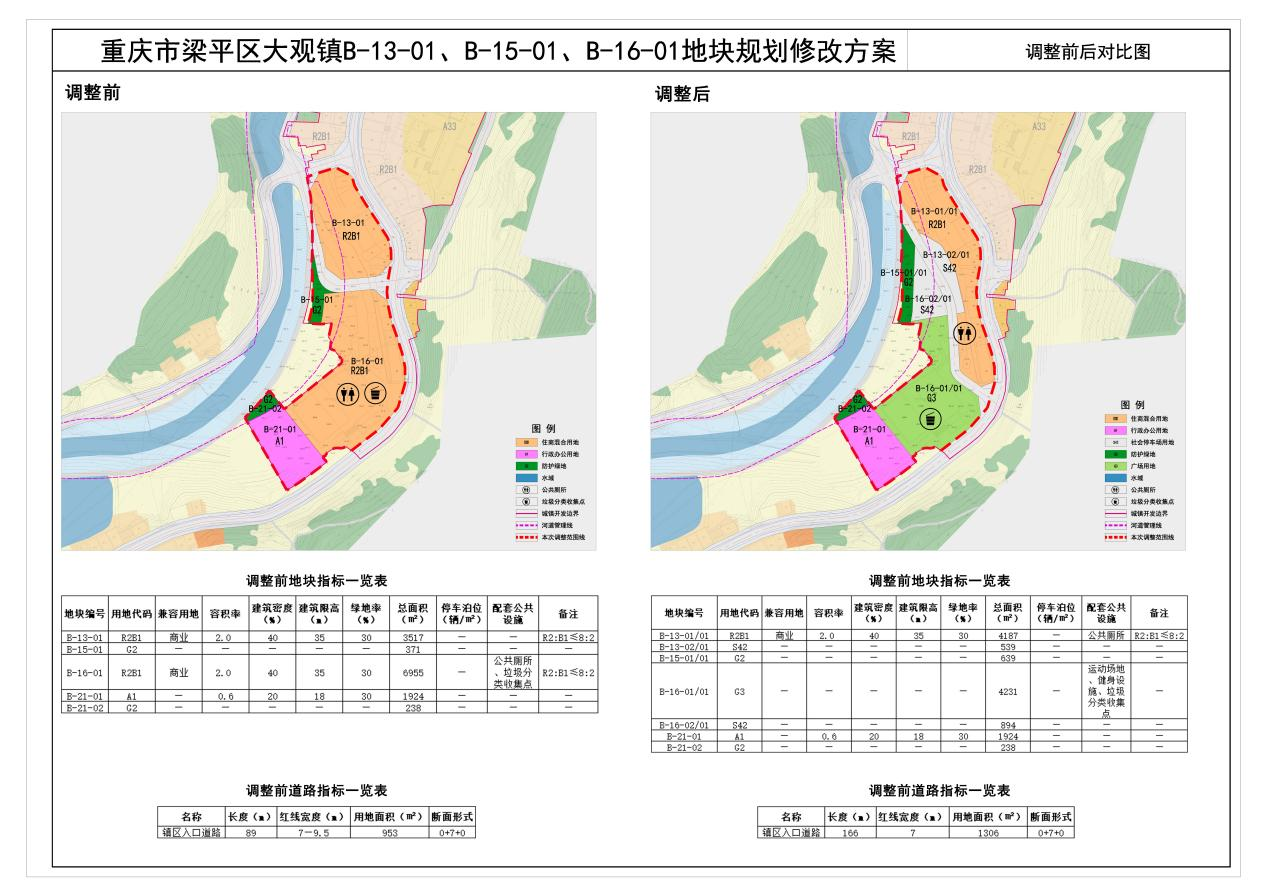 重庆市梁平区大观镇B-13-01、B-15-01、B-16-01地块规划修改方案
调整前后对比图
调整前
调整后
R2B1
A33
R2B1
B-13-01
R2B1
B-15-01
G2
B-16-01
R2B1
G2
B-21-02
B-21-01
A1
图 例
住商混合用地
行政办公用地
防护绿地
水域
公共厕所
垃圾分类收集点
城镇开发边界
河道管理线
本次调整范围线
R2B1
A33
R2B1
B-13-01/01
R2B1
B-13-02/01
S42
B-15-01/01
G2
B-16-02/01
S42
B-16-01/01
G3
G2
B-21-02
B-21-01
A1
图 例
住商混合用地
行政办公用地
社会停车场用地
防护绿地
广场用地
水域
公共厕所
垃圾分类收集点
城镇开发边界
河道管理线
本次调整范围线
调整前地块指标一览表
地块编号 用地代码 兼容用地 容积率 建筑密度（%） 建筑限高（m） 绿地率（%） 总面积（m²） 停车泊位（辆/m²） 配套公共设施 备注
B-13-01 R2B1 商业 2.0 40 35 30 3517 — — R2:B1≤8:2
B-15-01 G2 — — — — — 371 — — —
B-16-01 R2B1 商业 2.0 40 35 30 6955 — 公共厕所、垃圾分类收集点 R2:B1≤8:2
B-21-01 A1 — 0.6 20 18 30 1924 — — —
B-21-02 G2 — — — — — 238 — — —
调整前地块指标一览表
地块编号 用地代码 兼容用地 容积率 建筑密度（%） 建筑限高（m） 绿地率（%） 总面积（m²） 停车泊位（辆/m²） 配套公共设施 备注
B-13-01/01 R2B1 商业 2.0 40 35 30 4187 — 公共厕所 R2:B1≤8:2
B-13-02/01 S42 — — — — — 539 — — —
B-15-01/01 G2 — — — — — 639 — — —
B-16-01/01 G3 — — — — — 4231 — 运动场地、健身设施、垃圾分类收集点 —
B-16-02/01 S42 — — — — — 894 — — —
B-21-01 A1 — 0.6 20 18 30 1924 — — —
B-21-02 G2 — — — — — 238 — — —
调整前道路指标一览表
名称 长度（m） 红线宽度（m） 用地面积（m²） 断面形式
镇区入口道路 89 7—9.5 953 0+7+0
调整前道路指标一览表
名称 长度（m） 红线宽度（m） 用地面积（m²） 断面形式
镇区入口道路 166 7 1306 0+7+0